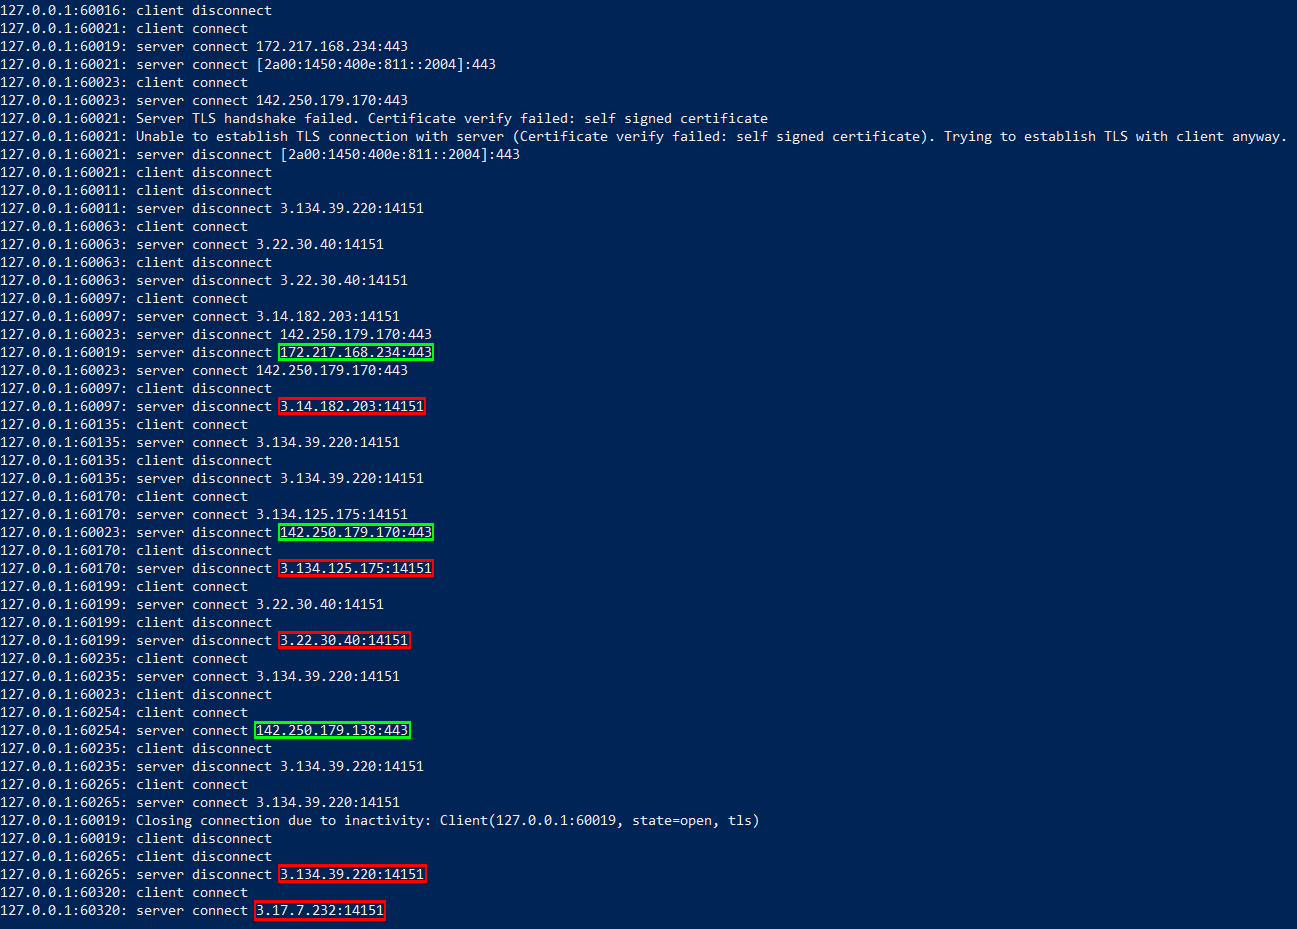 127.0.0.1:60016: client disconnect
127.0.0.1:60021: client connect
127.0.0.1:60019: server connect 172.217.168.234:443
127.0.0.1:60021: server connect [2a00:1450:400e:811::2004]:443
127.0.0.1:60023: client connect
127.0.0.1:60023: server connect 142.250.179.170:443
127.0.0.1:60021: Server TLS handshake failed. Certificate verify failed: self signed certificate
127.0.0.1:60021: Unable to establish TLS connection with server (Certificate verify failed: self signed certificate). Trying to establish TLS with client anyway.
127.0.0.1:60021: server disconnect [2a00:1450:400e:811::2004]:443
127.0.0.1:60021: client disconnect
127.0.0.1:60011: client disconnect
127.0.0.1:60011: server disconnect 3.134.39.220:14151
127.0.0.1:60063: client connect
127.0.0.1:60063: server connect 3.22.30.40:14151
127.0.0.1:60063: client disconnect
127.0.0.1:60063: server disconnect 3.22.30.40:14151
127.0.0.1:60097: client connect
127.0.0.1:60097: server connect 3.14.182.203:14151
127.0.0.1:60023: server disconnect 142.250.179.170:443
127.0.0.1:60019: server disconnect 172.217.168.234:443
127.0.0.1:60023: server connect 142.250.179.170:443
127.0.0.1:60097: client disconnect
127.0.0.1:60097: server disconnect 3.14.182.203:14151
127.0.0.1:60135: client connect
127.0.0.1:60135: server connect 3.134.39.220:14151
127.0.0.1:60135: client disconnect
127.0.0.1:60135: server disconnect 3.134.39.220:14151
127.0.0.1:60170: client connect
127.0.0.1:60170: server connect 3.134.125.175:14151
127.0.0.1:60023: server disconnect 142.250.179.170:443
127.0.0.1:60170: client disconnect
127.0.0.1:60170: server disconnect 3.134.125.175:14151
127.0.0.1:60199: client connect
127.0.0.1:60199: server connect 3.22.30.40:14151
127.0.0.1:60199: client disconnect
127.0.0.1:60199: server disconnect 3.22.30.40:14151
127.0.0.1:60235: client connect
127.0.0.1:60235: server connect 3.134.39.220:14151
127.0.0.1:60023: client disconnect
127.0.0.1:60254: client connect
127.0.0.1:60254: server connect 142.250.179.138:443
127.0.0.1:60235: client disconnect
127.0.0.1:60235: server disconnect 3.134.39.220:14151
127.0.0.1:60265: client connect
127.0.0.1:60265: server connect 3.134.39.220:14151
127.0.0.1:60019: Closing connection due to inactivity: Client(127.0.0.1:60019, state=open, tls)
127.0.0.1:60019: client disconnect
127.0.0.1:60265: client disconnect
127.0.0.1:60265: server disconnect 3.134.39.220:14151
127.0.0.1:60320: client connect
127.0.0.1:60320: server connect 3.17.7.232:14151